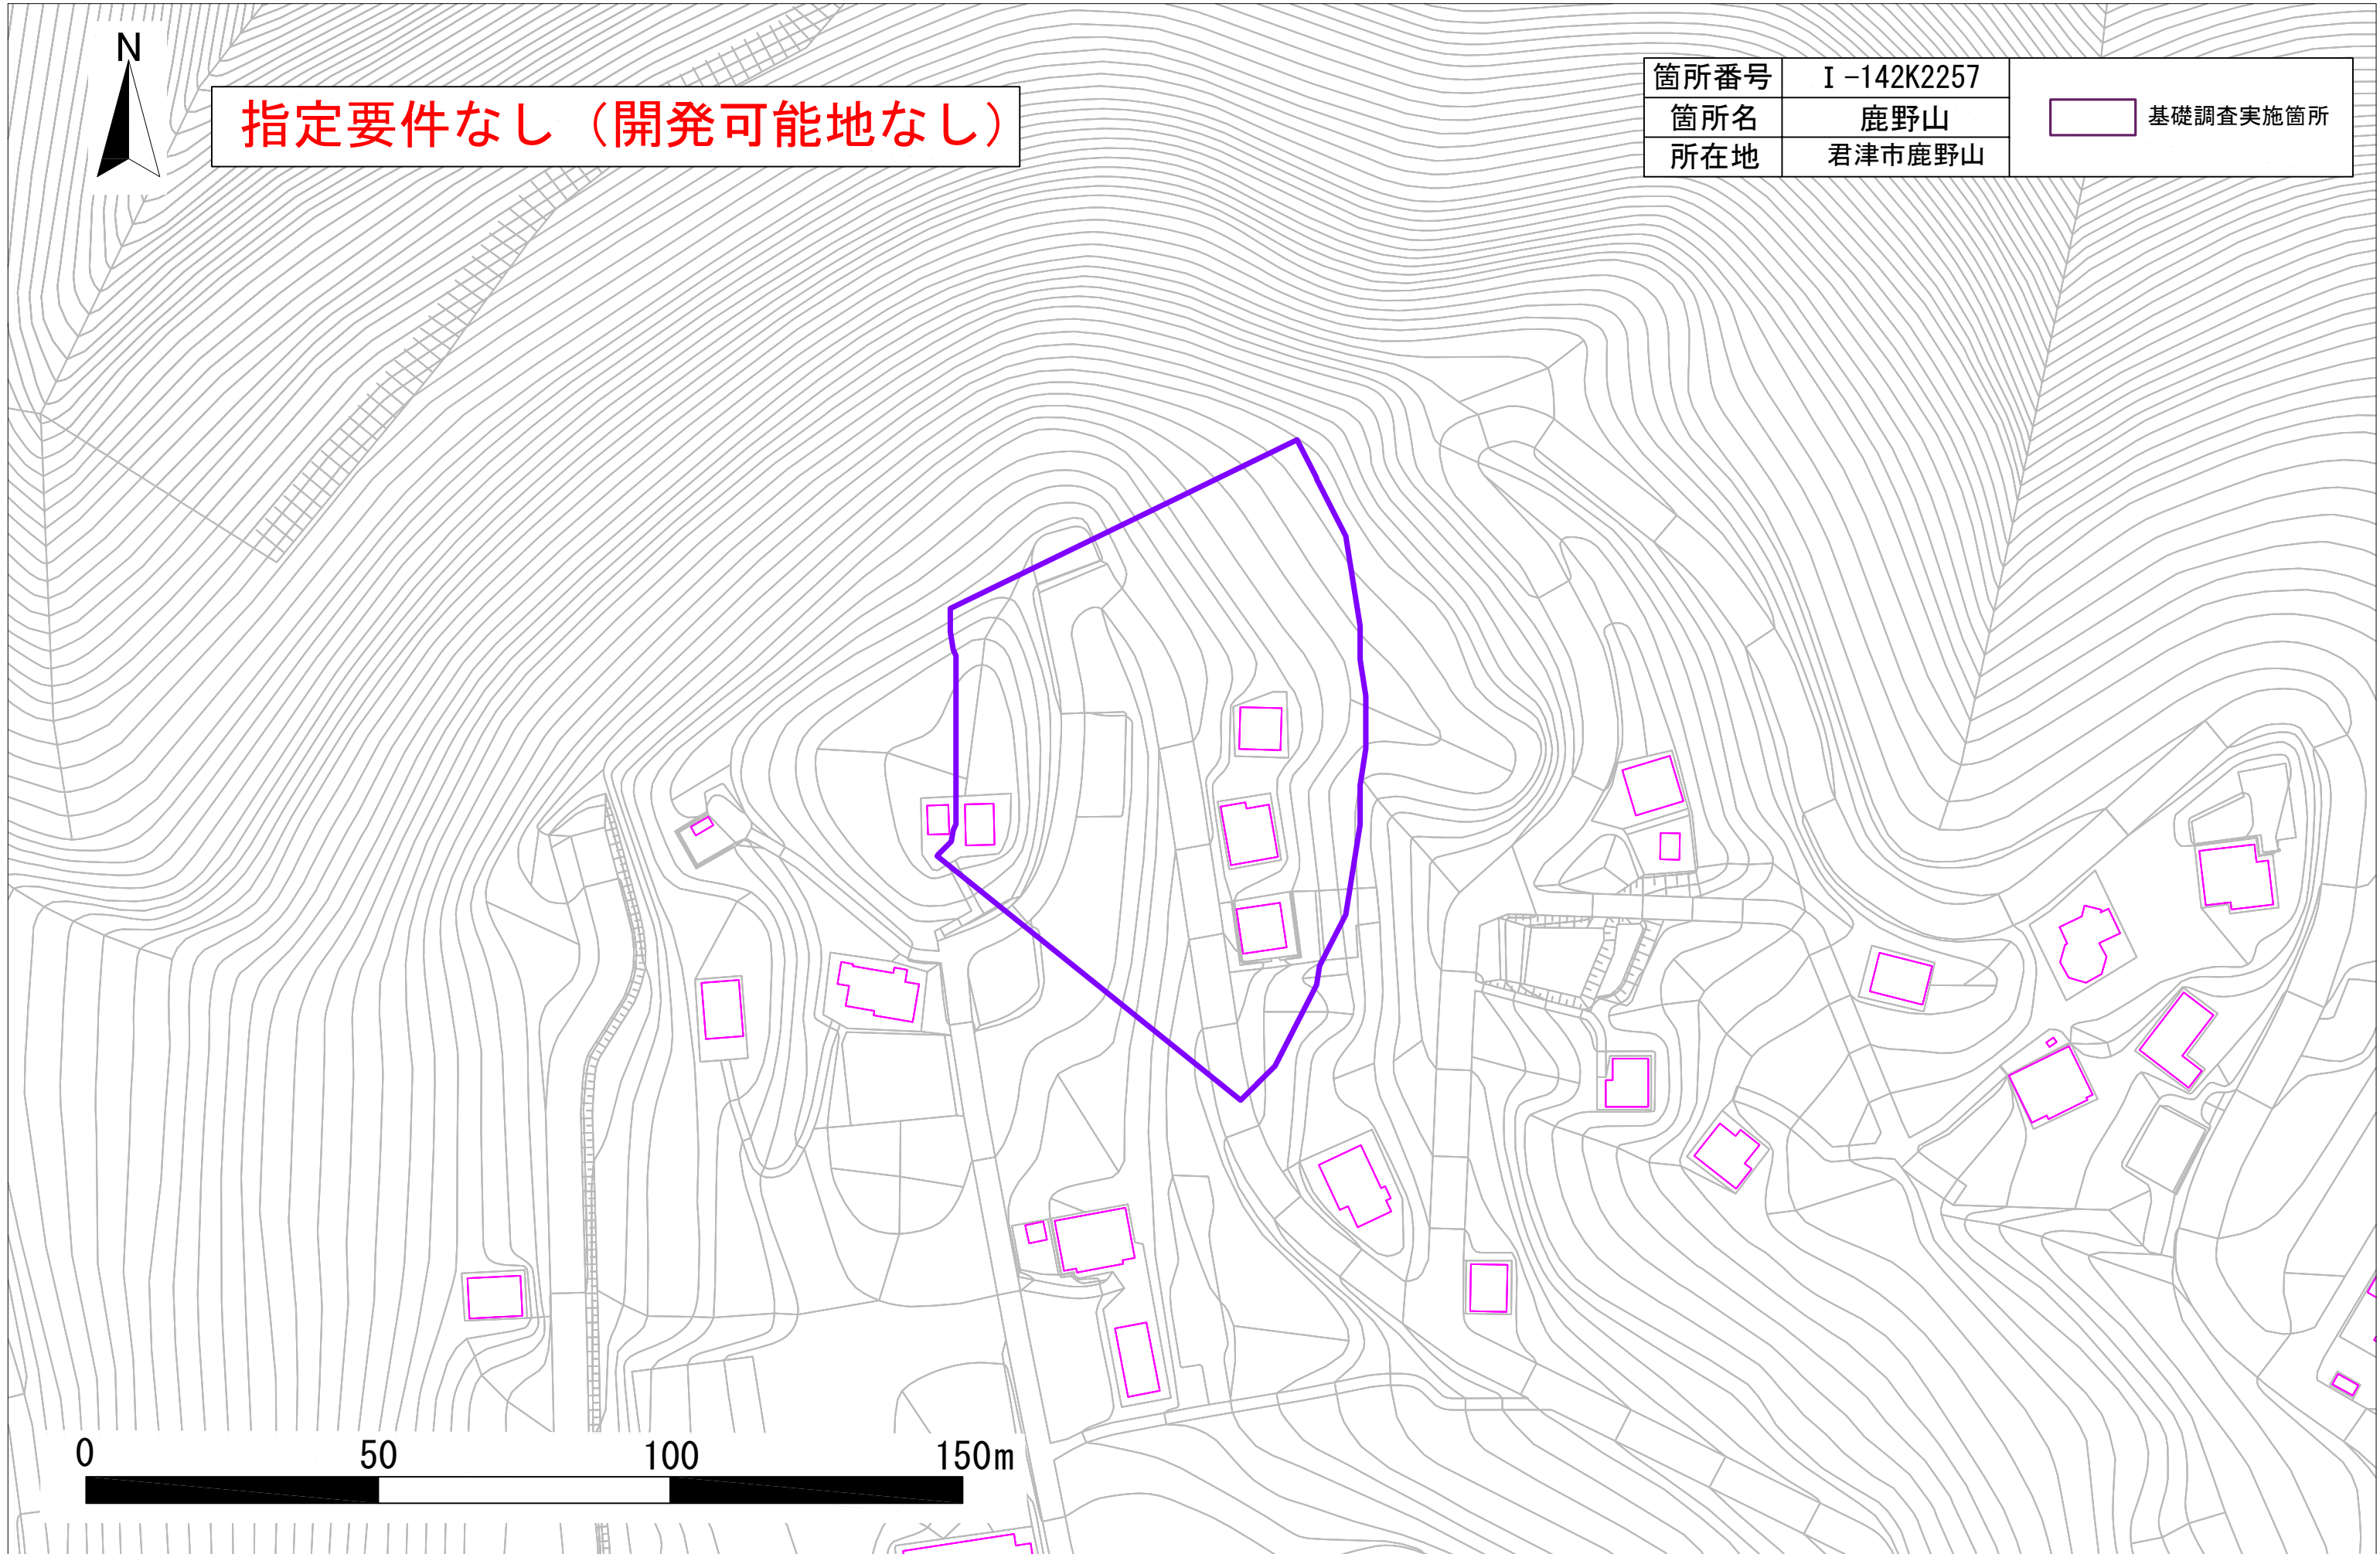 N
指定要件なし（開発可能地なし）
箇所番号 Ⅰ-142K2257
箇所名 鹿野山
所在地 君津市鹿野山
基礎調査実施箇所
0 50 100 150m